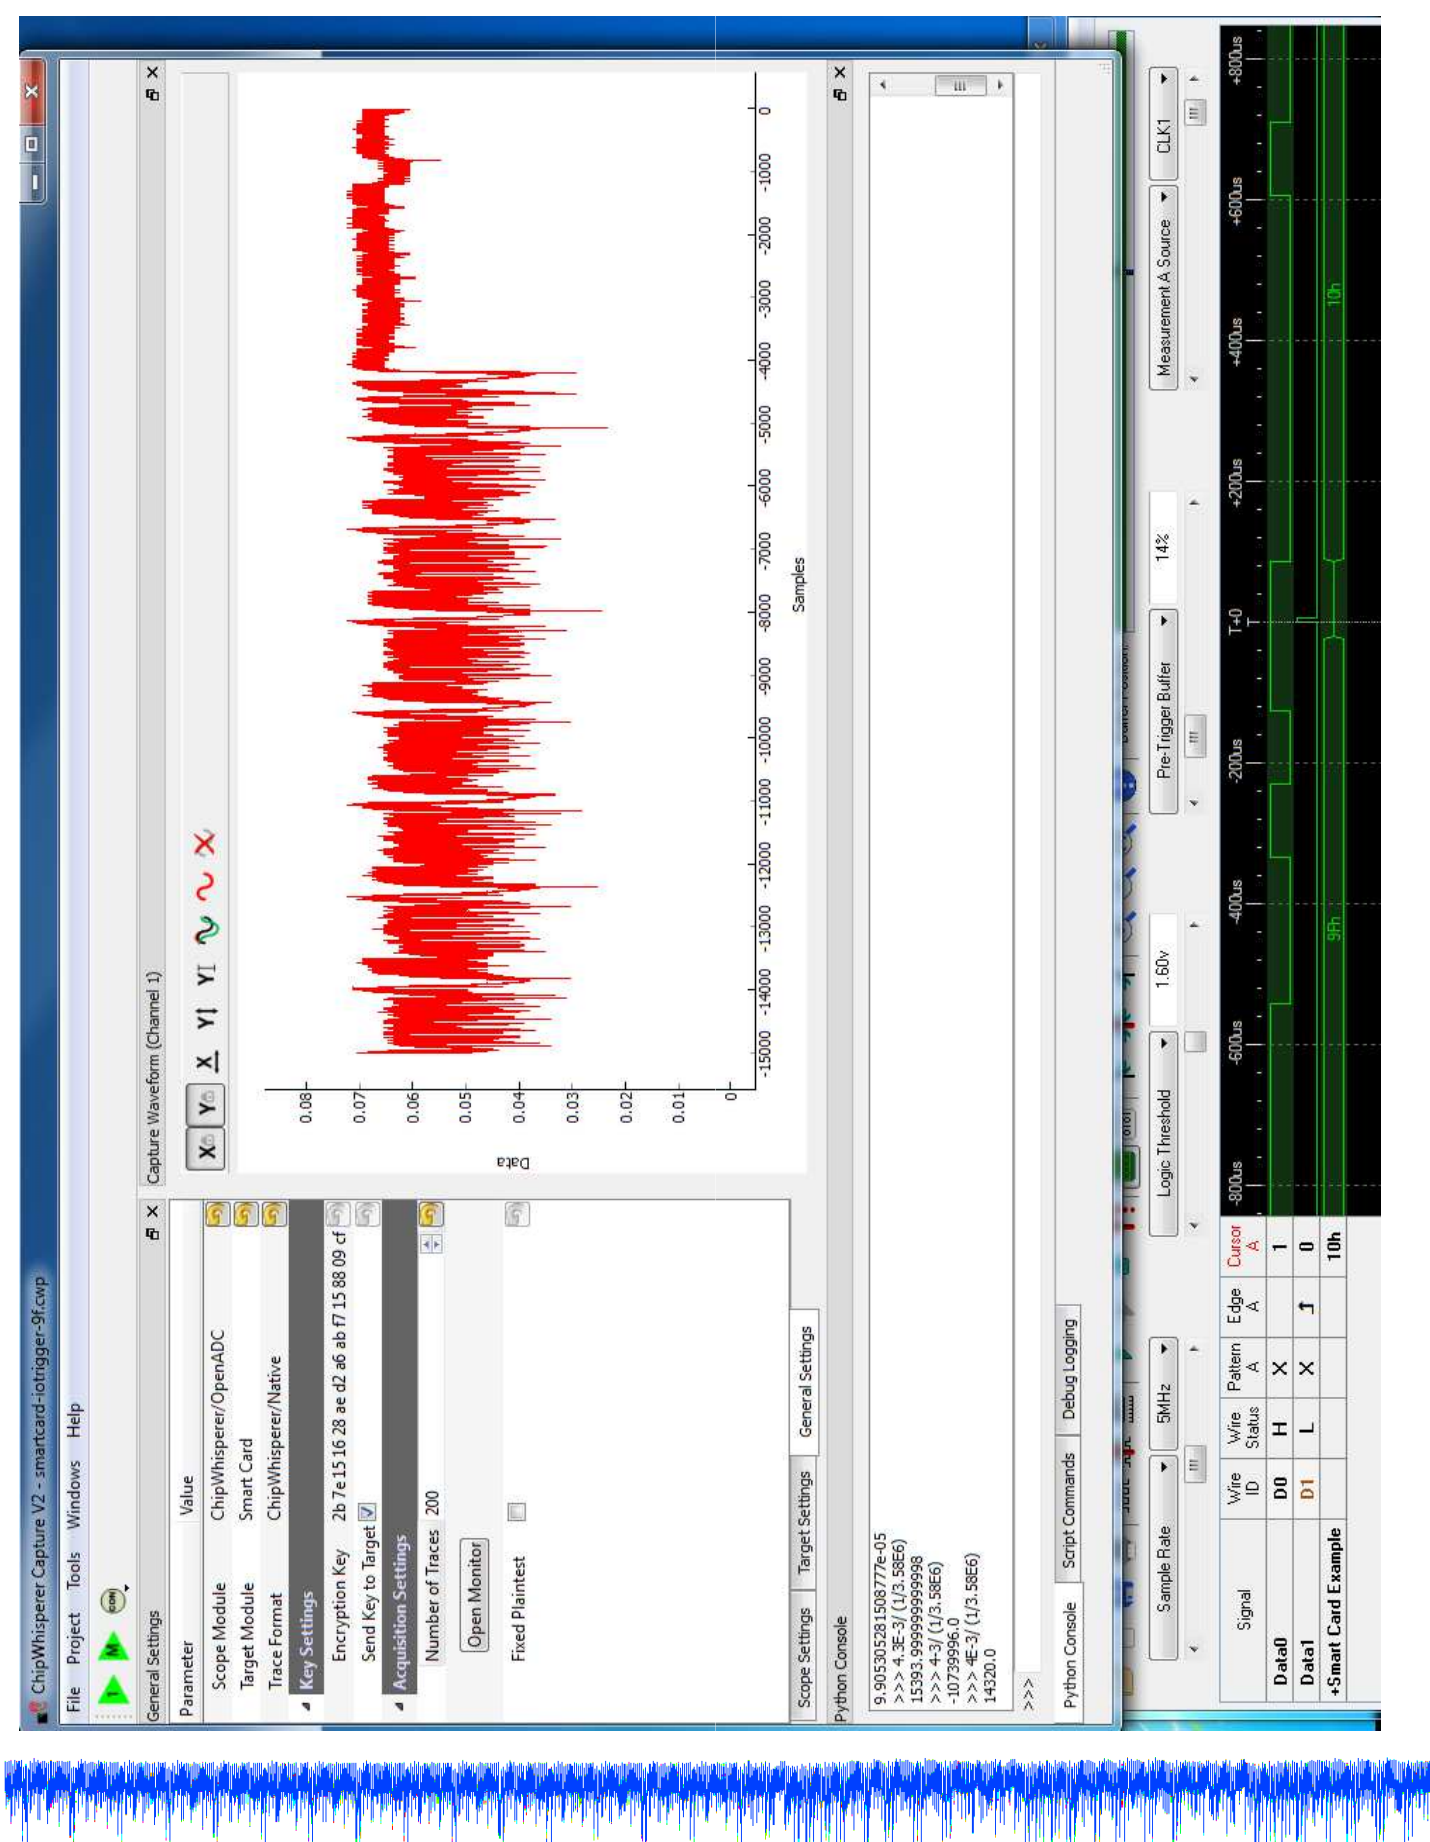 ChipWhisperer Capture V2 - smartcard-iotrigger-9f.cwp
File Project Tools Windows Help
1 M CON
General Settings
Parameter Value
Scope Module ChipWhisperer/OpenADC
Target Module Smart Card
Trace Format ChipWhisperer/Native
Key Settings
Encryption Key 2b 7e 15 16 28 ae d2 a6 ab f7 15 88 09 cf
Send Key to Target
Acquisition Settings
Number of Traces 200
Open Monitor
Fixed Plaintest
Scope Settings Target Settings General Settings
Capture Waveform (Channel 1)
X Y X Y Y X
Data
0.08
0.07
0.06
0.05
0.04
0.03
0.02
0.01
0
-15000 -14000 -13000 -12000 -11000 -10000 -9000 -8000 -7000 -6000 -5000 -4000 -3000 -2000 -1000 0
Samples
Python Console
9.905305281508777e-05
>>> 4.3E-3/ (1/3.58E6)
15393.999999999998
>>> 4-3/ (1/3.58E6)
-10739996.0
>>> 4E-3/ (1/3.58E6)
14320.0
>>>
Python Console Script Commands Debug Logging
Sample Rate 5MHz Logic Threshold 1.60v Pre-Trigger Buffer 14% Measurement A Source CLK1
Signal Wire ID Wire Status Pattern A Edge A Cursor A
-800us -600us -400us -200us T+0 +200us +400us +600us +800us
Data0 D0 H X 1
Data1 D1 L X 0
+Smart Card Example 10h 9Fh 10h